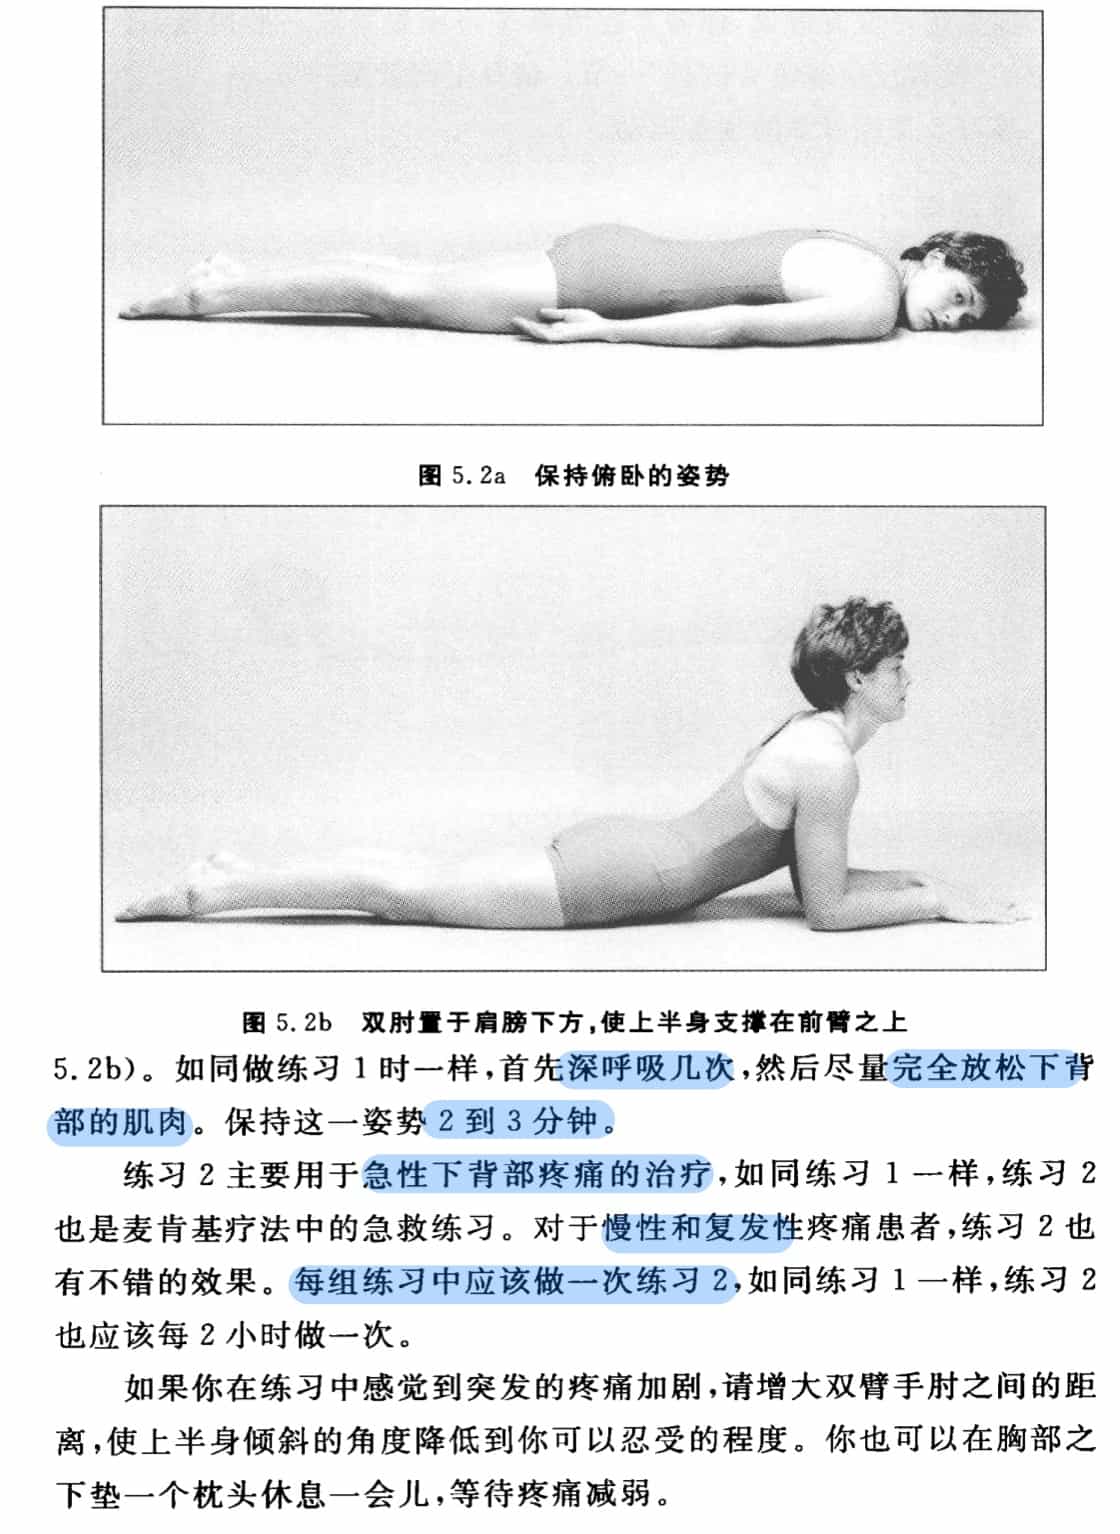 图 5.2a 保持俯卧的姿势
图 5.2b 双肘置于肩膀下方,使上半身支撑在前臂之上
5.2b)。如同做练习 1 时一样,首先深呼吸几次,然后尽量完全放松下背
部的肌肉。保持这一姿势 2 到 3 分钟。
练习 2 主要用于急性下背部疼痛的治疗,如同练习 1 一样,练习 2
也是麦肯基疗法中的急救练习。对于慢性和复发性疼痛患者,练习 2 也
有不错的效果。每组练习中应该做一次练习 2,如同练习 1 一样,练习 2
也应该每 2 小时做一次。
如果你在练习中感觉到突发的疼痛加剧,请增大双臂手肘之间的距
离,使上半身倾斜的角度降低到你可以忍受的程度。你也可以在胸部之
下垫一个枕头休息一会儿,等待疼痛减弱。